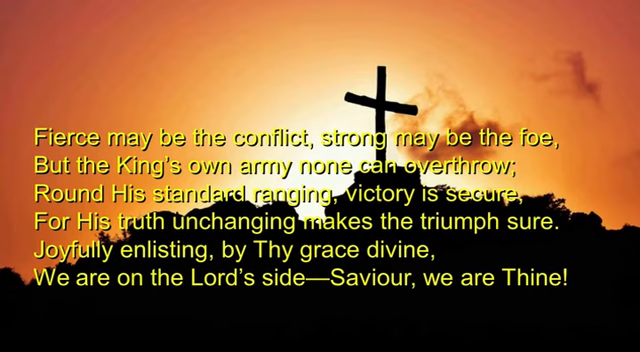 Fierce may be the conflict, strong may be the foe,
But the King's own army none can overthrow;
Round His standard ranging, victory is secure,
For His truth unchanging makes the triumph sure.
Joyfully enlisting, by Thy grace divine,
We are on the Lord's side—Saviour, we are Thine!